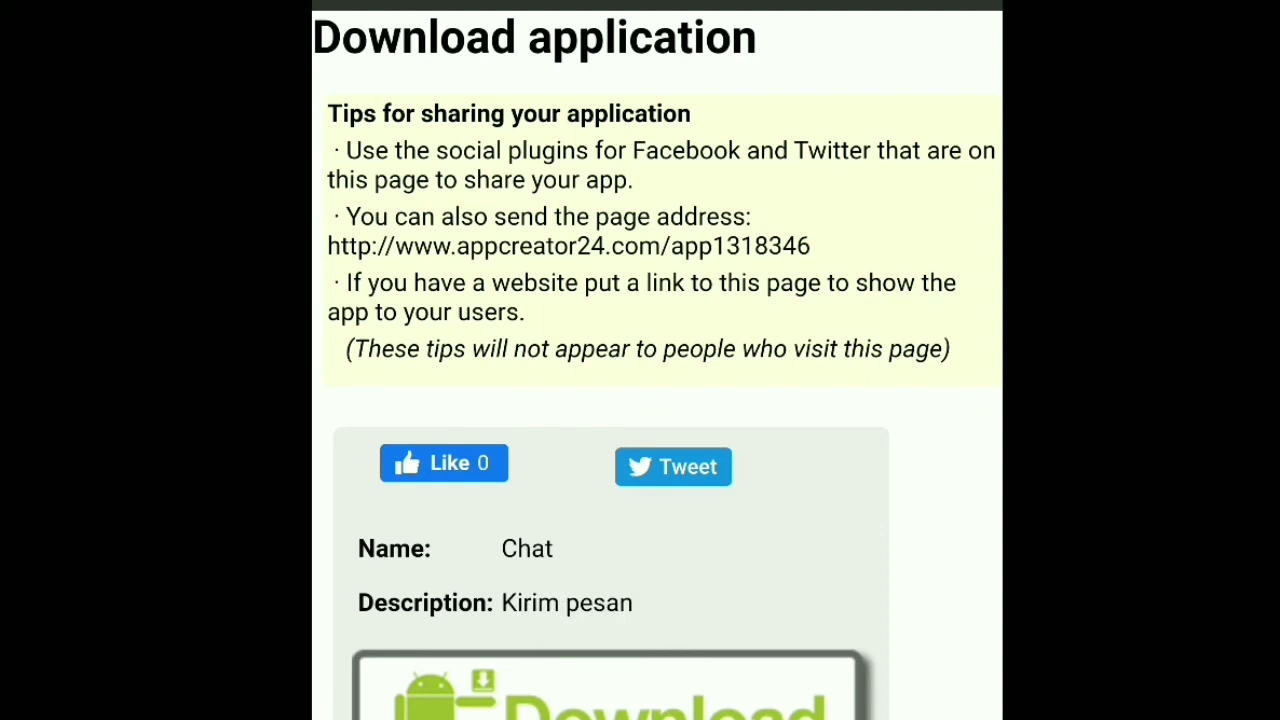 Download application
Tips for sharing your application
· Use the social plugins for Facebook and Twitter that are on
this page to share your app.
· You can also send the page address:
http://www.appcreator24.com/app1318346
· If you have a website put a link to this page to show the
app to your users.
(These tips will not appear to people who visit this page)
Like 0
Tweet
Name: Chat
Description: Kirim pesan
Download